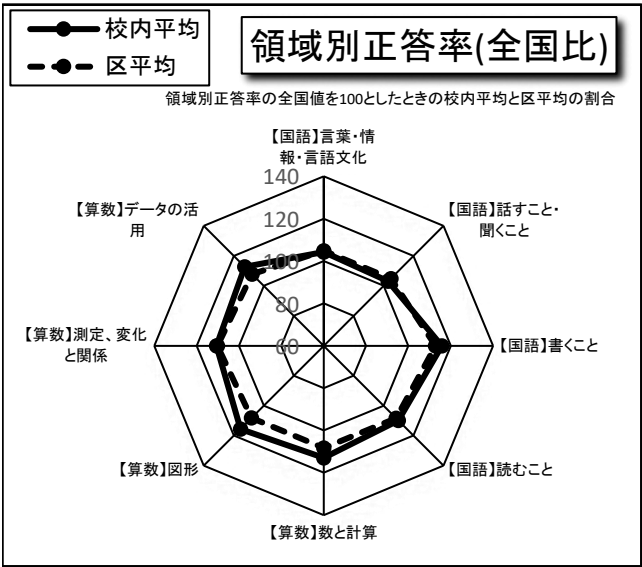 校内平均
区平均
領域別正答率(全国比)
領域別正答率の全国値を100としたときの校内平均と区平均の割合
【国語】言葉・情
報・言語文化
【国語】話すこと・
聞くこと
【国語】書くこと
【国語】読むこと
【算数】数と計算
【算数】図形
【算数】測定、変化
と関係
【算数】データの活
用
140
120
100
80
60